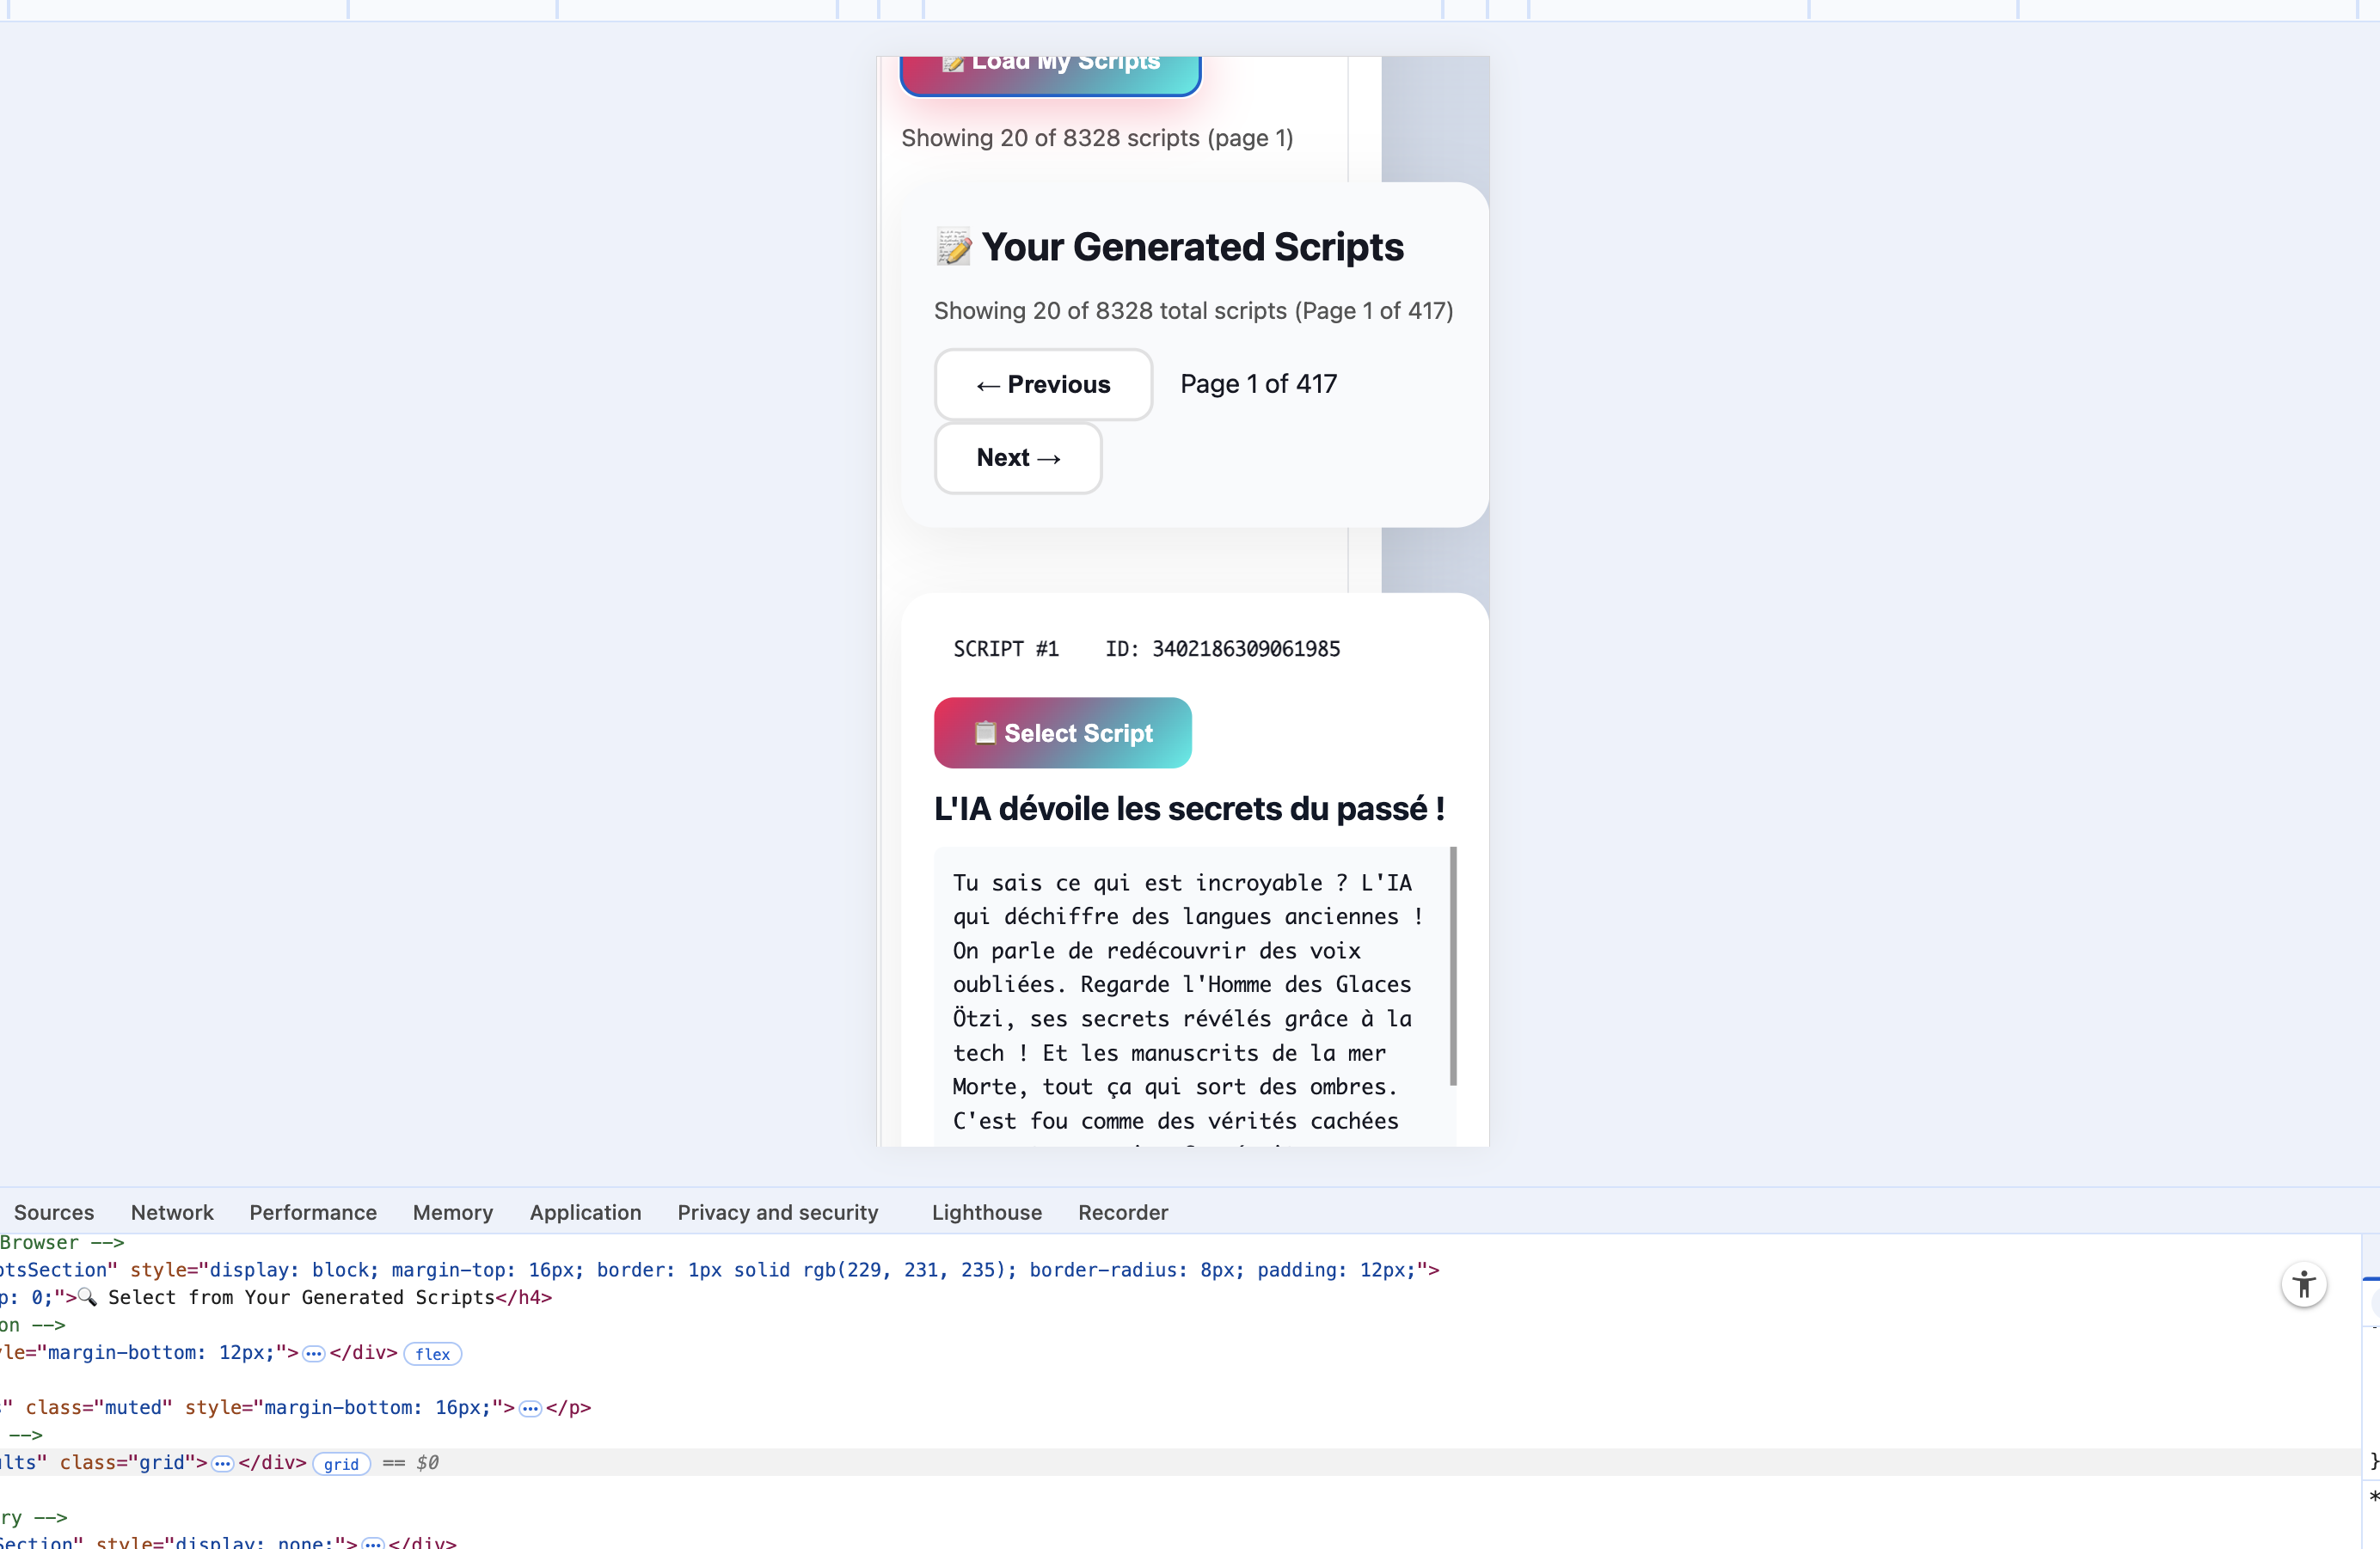 📝 Load My Scripts
Showing 20 of 8328 scripts (page 1)
📝 Your Generated Scripts
Showing 20 of 8328 total scripts (Page 1 of 417)
← Previous
Page 1 of 417
Next →
SCRIPT #1
ID: 3402186309061985
📋 Select Script
L'IA dévoile les secrets du passé !
Tu sais ce qui est incroyable ? L'IA
qui déchiffre des langues anciennes !
On parle de redécouvrir des voix
oubliées. Regarde l'Homme des Glaces
Ötzi, ses secrets révélés grâce à la
tech ! Et les manuscrits de la mer
Morte, tout ça qui sort des ombres.
C'est fou comme des vérités cachées
Sources
Network
Performance
Memory
Application
Privacy and security
Lighthouse
Recorder
Browser -->
otsSection" style="display: block; margin-top: 16px; border: 1px solid rgb(229, 231, 235); border-radius: 8px; padding: 12px;">
p: 0;">🔍 Select from Your Generated Scripts</h4>
on -->
yle="margin-bottom: 12px;">…</div> flex
" class="muted" style="margin-bottom: 16px;">…</p>
-->
ults" class="grid">…</div> grid == $0
ry -->
Section" style="display: none;">…</div>
}
*